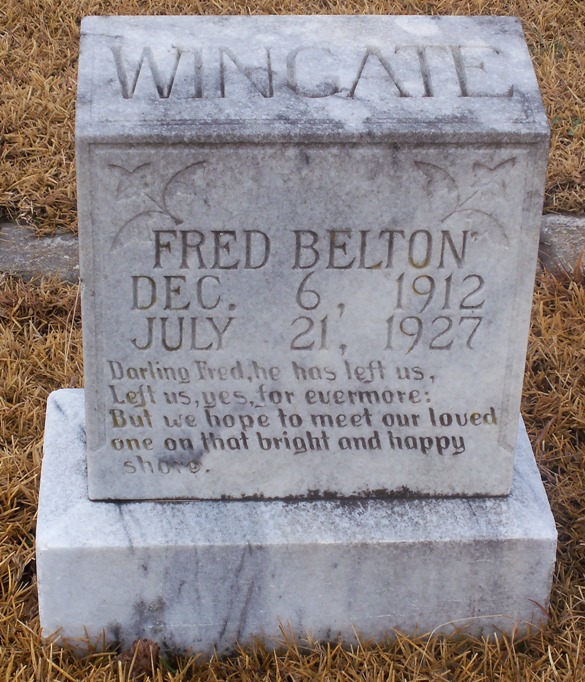 WINGATE
"FRED BELTON"
DEC. 6, 1912
JULY 21, 1927
Darling Fred, he has left us,
Left us, yes, for evermore:
But we hope to meet our loved
one on that bright and happy
shore.